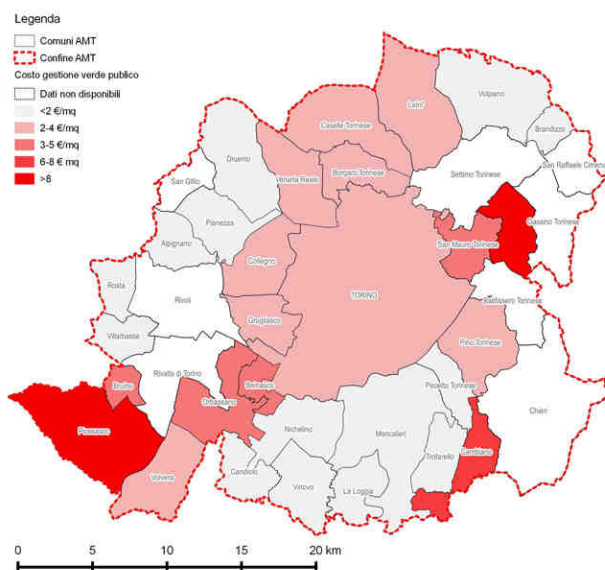 Legenda
Comuni AMT
Confine AMT
Costo gestione verde publico
Dati non disponibili
<2 €/mq
2-4 €/mq
3-5 €/mq
6-8 € mq
>8
Volpiano
Leini'
Caselle Torinese
Brandizzo
Druento
San Raffaele Cimena
Settimo Torinese
Borgaro Torinese
Venaria Reale
San Gillio
Gassino Torinese
Pianezza
Alpignano
San Mauro Torinese
Collegno
Rosta
Rivoli
TORINO
Baldissero Torinese
Grugliasco
Villarbasse
Pino Torinese
Rivalta di Torino
Bruino
Beinasco
Pecetto Torinese
Orbassano
Chieri
Piossasco
Nichelino
Moncalieri
Trofarello
Cambiano
Candiolo
Volvera
Vinovo
La Loggia
0 5 10 15 20 km